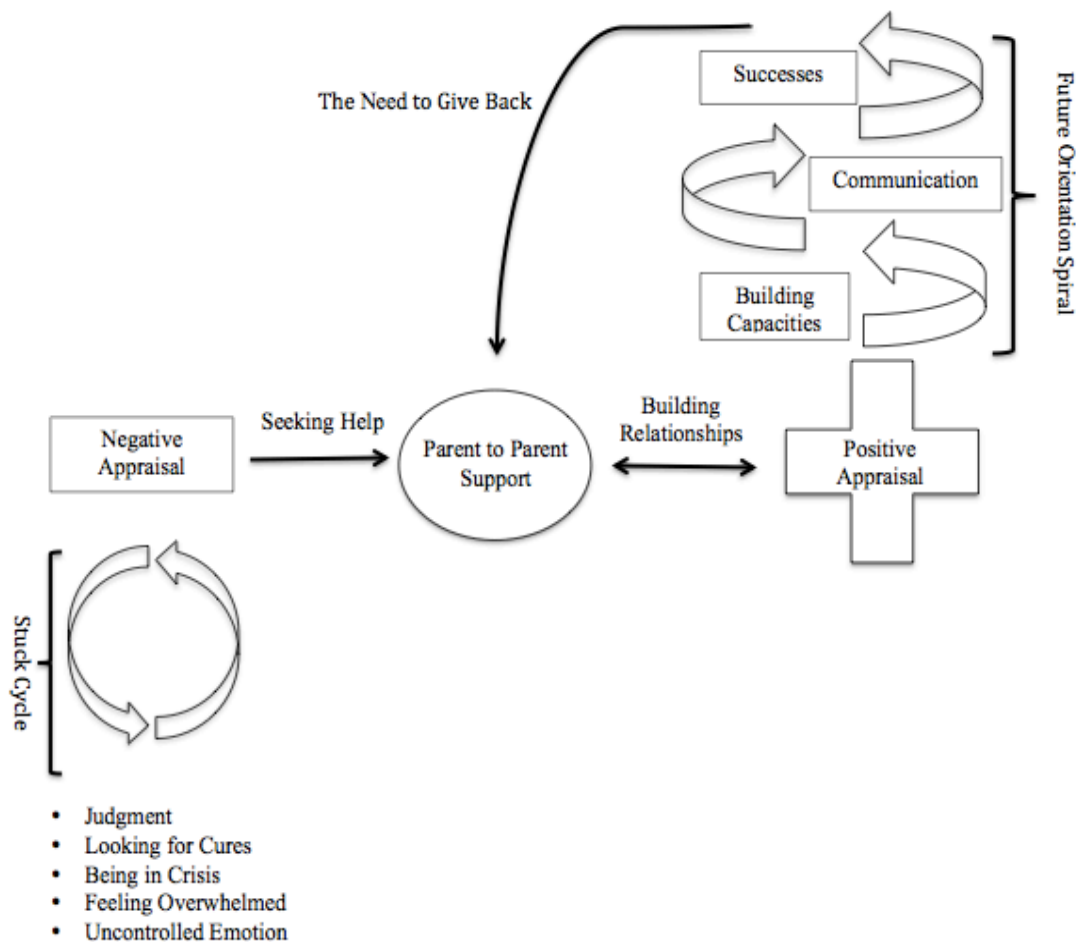 Successes
The Need to Give Back
Communication
Building
Capacities
Future Orientation Spiral
Negative
Appraisal
Seeking Help
Parent to Parent
Support
Building
Relationships
Positive
Appraisal
Stuck Cycle
• Judgment
• Looking for Cures
• Being in Crisis
• Feeling Overwhelmed
• Uncontrolled Emotion